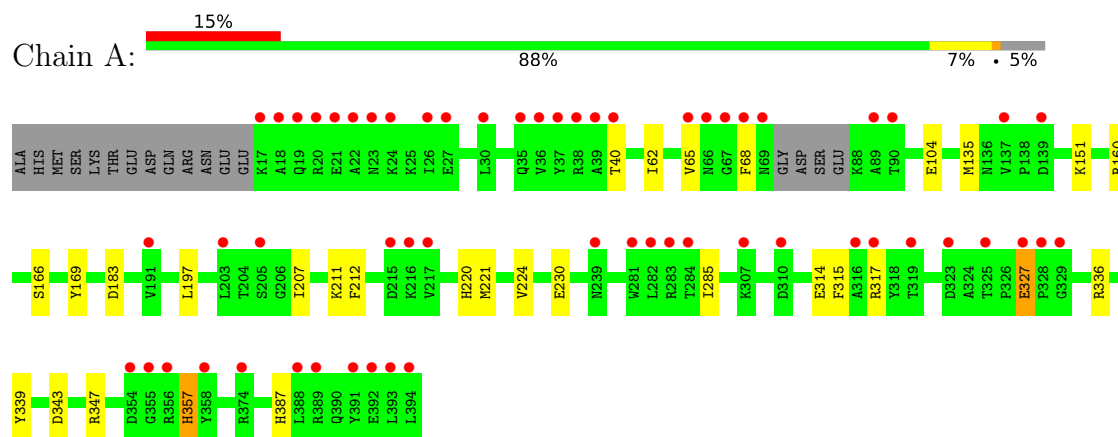 15%
Chain A:
88% 7% • 5%
ALA HIS MET SER LYS THR GLU ASP GLN ARG ASN GLU GLU K17 A18 Q19 R20 E21 A22 N23 K24 K25 I26 E27 L30 Q35 V36 Y37 R38 A39 T40 I62 V65 N66 G67 F68 N69 GLY ASP SER GLU K88 A89 T90 E104 M135 N136 V137 P138 D139 K151 R160
S166 Y169 D183 V191 L197 L203 T204 S205 G206 I207 K211 F212 D215 K216 V217 H220 M221 V224 E230 N239 W281 L282 R283 T284 I285 K307 D310 E314 F315 A316 R317 Y318 T319 D323 A324 T325 P326 E327 P328 G329 R336
Y339 D343 R347 D354 G355 R356 H357 Y358 R374 H387 L388 R389 Q390 Y391 E392 L393 L394